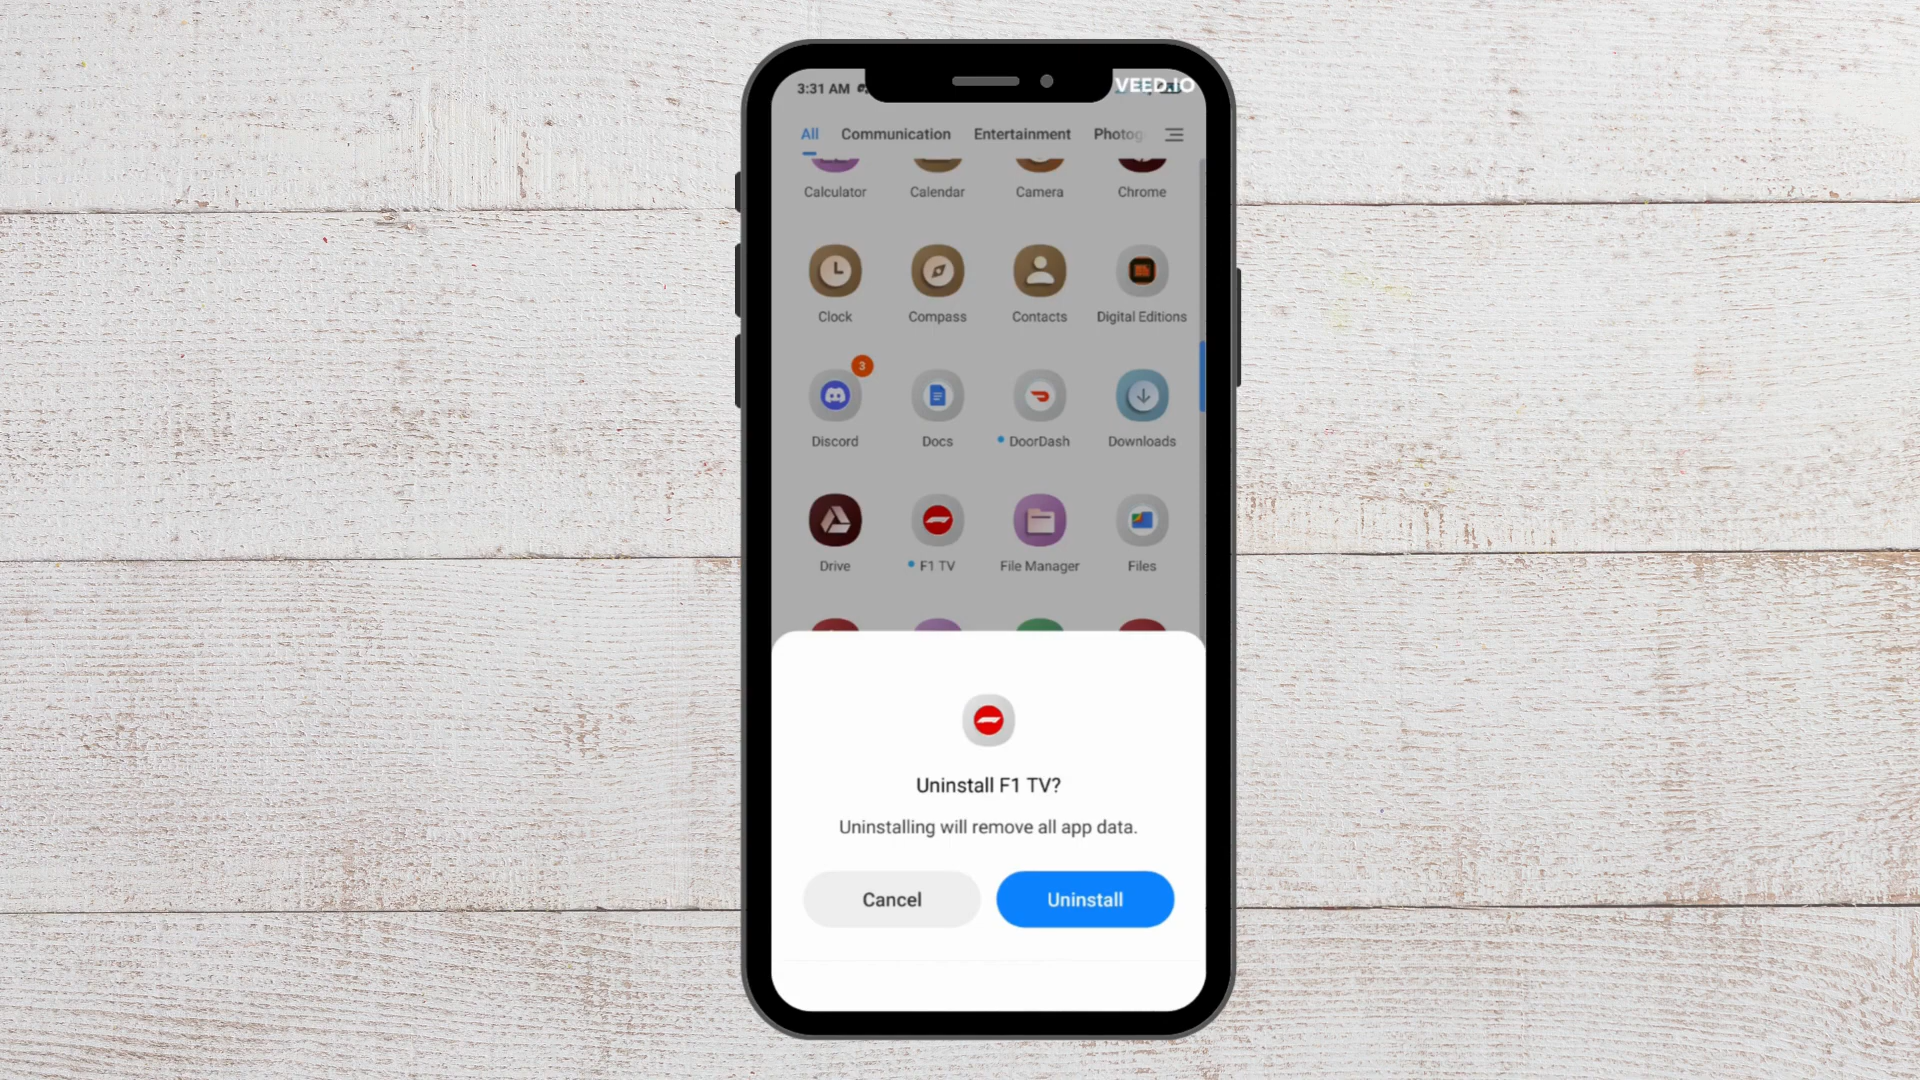 3:31 AM
VEED.IO
All Communication Entertainment Photog
Calculator Calendar Camera Chrome
Clock Compass Contacts Digital Editions
3
Discord Docs DoorDash Downloads
Drive F1 TV File Manager Files
Uninstall F1 TV?
Uninstalling will remove all app data.
Cancel Uninstall